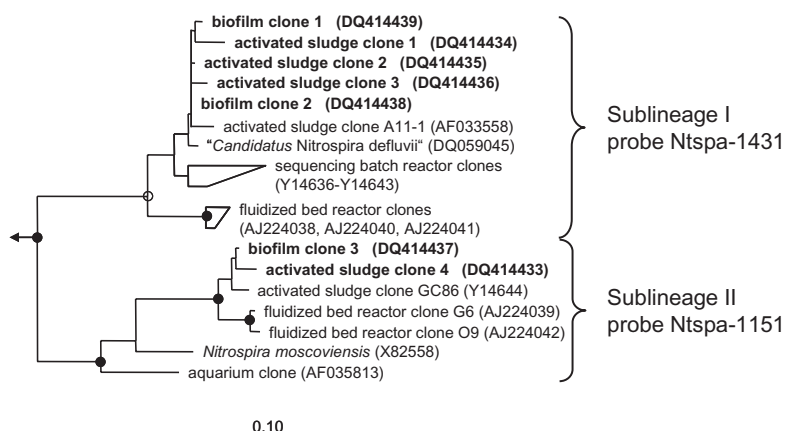 biofilm clone 1 (DQ414439)
activated sludge clone 1 (DQ414434)
activated sludge clone 2 (DQ414435)
activated sludge clone 3 (DQ414436)
biofilm clone 2 (DQ414438)
activated sludge clone A11-1 (AF033558)
"Candidatus Nitrospira defluvii" (DQ059045)
sequencing batch reactor clones
(Y14636-Y14643)
fluidized bed reactor clones
(AJ224038, AJ224040, AJ224041)
Sublineage I
probe Ntspa-1431
biofilm clone 3 (DQ414437)
activated sludge clone 4 (DQ414433)
activated sludge clone GC86 (Y14644)
fluidized bed reactor clone G6 (AJ224039)
fluidized bed reactor clone O9 (AJ224042)
Nitrospira moscoviensis (X82558)
aquarium clone (AF035813)
Sublineage II
probe Ntspa-1151
0.10